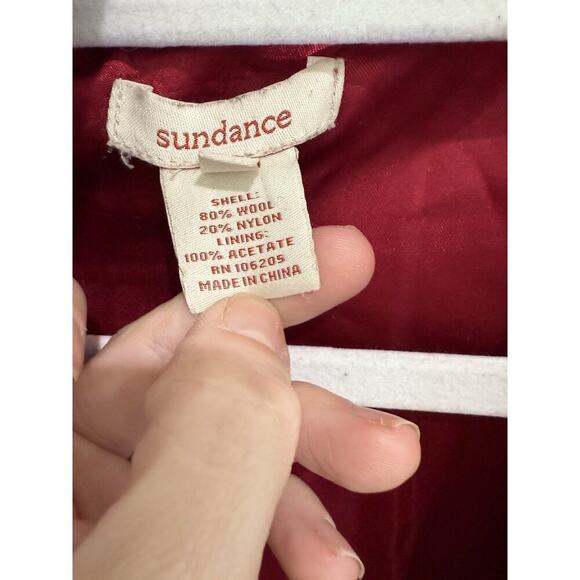 sundance
SHELL:
80% WOOL
20% NYLON
LINING:
100% ACETATE
RN 106205
MADE IN CHINA